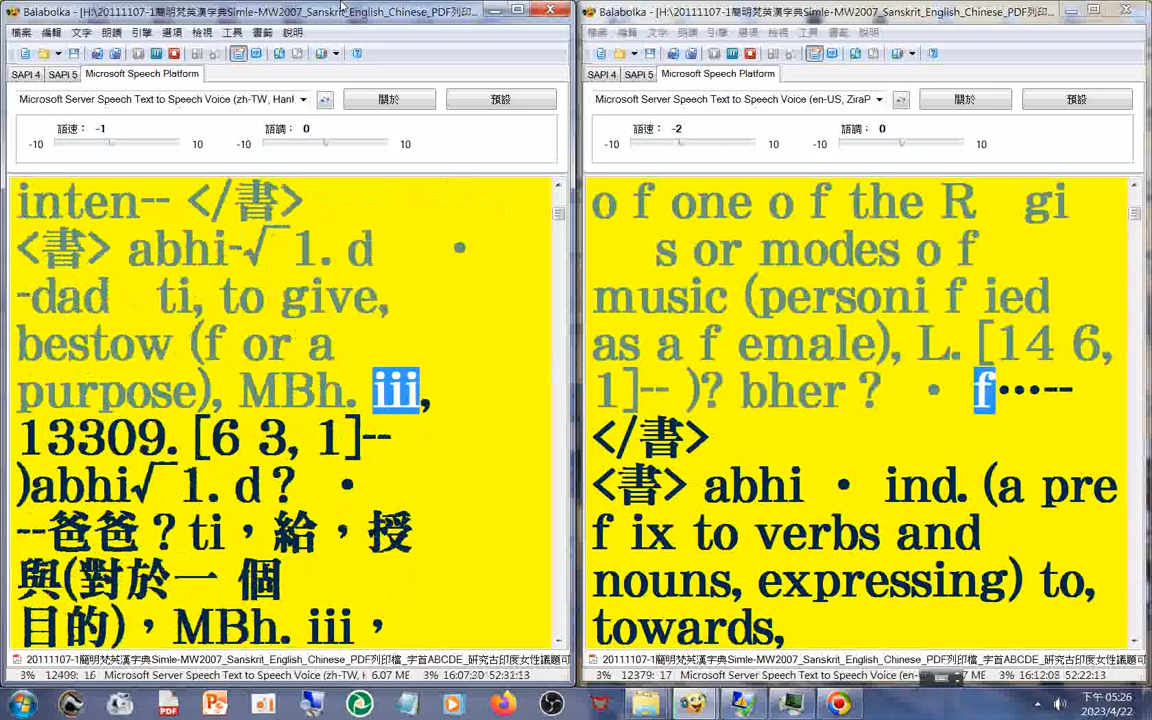 Balabolka - [H:\20111107-1簡明梵英漢字典Simle-MW2007_Sanskrit_English_Chinese_PDF列印...
檔案 編輯 文字 朗讀 引擎 選項 檢視 工具 書籤 說明
SAPI 4 SAPI 5 Microsoft Speech Platform
Microsoft Server Speech Text to Speech Voice (zh-TW, Han 關於 預設
語速： -1 語調： 0
-10 10 -10 10
inten-- </書>
<書> abhi-√ 1. d •
-dad ti, to give,
bestow (f or a
purpose), MBh. iii,
13309. [6 3, 1]--
)abhi√ 1. d？ •
--爸爸？ti，給，授
與(對於一 個
目的)，MBh. iii，
20111107-1簡明梵英漢字典Simle-MW2007_Sanskrit_English_Chinese_PDF列印檔_字首ABCDE_研究古印度女性議題可
3% 12409: 16 Microsoft Server Speech Text to Speech Voice (zh-TW, 6.07 ME 3% 16:07:30 52:31:13
Balabolka - [H:\20111107-1簡明梵英漢字典Simle-MW2007_Sanskrit_English_Chinese_PDF列印...
檔案 編輯 文字 朗讀 引擎 選項 檢視 工具 書籤 說明
SAPI 4 SAPI 5 Microsoft Speech Platform
Microsoft Server Speech Text to Speech Voice (en-US, ZiraP 關於 預設
語速： -2 語調： 0
-10 10 -10 10
o f one o f the R gi
s or modes o f
music (personi f ied
as a f emale), L. [14 6,
1]-- )? bher ? • f…--
</書>
<書> abhi • ind. (a pre
f ix to verbs and
nouns, expressing) to,
towards,
20111107-1簡明梵英漢字典Simle-MW2007_Sanskrit_English_Chinese_PDF列印檔_字首ABCDE_研究古印度女性議題可
3% 12379: 17 Microsoft Server Speech Text to Speech Voice (en- 3% 16:12:08 52:22:13
下午 05:26
2023/4/22